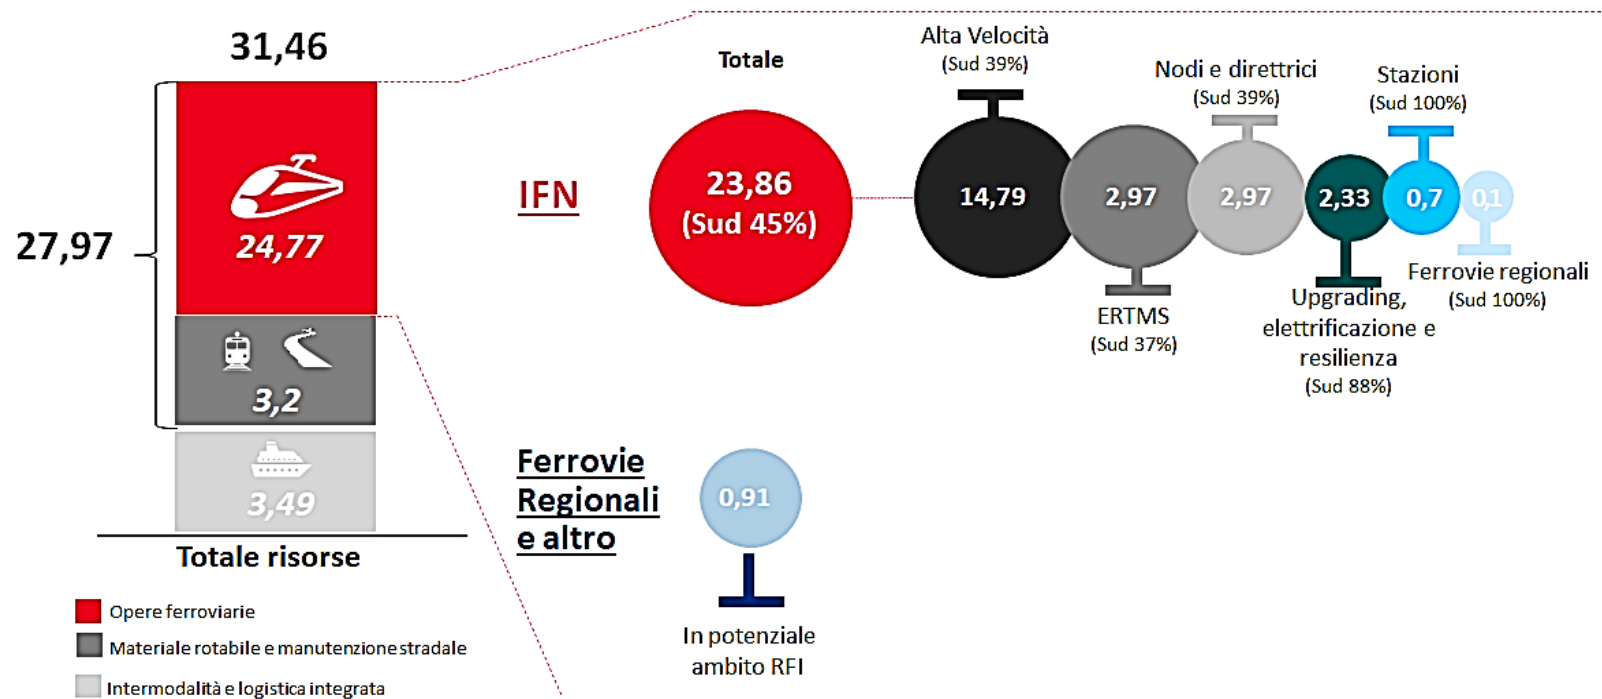 31,46
27,97
24,77
3,2
3,49
Totale risorse
Opere ferroviarie
Materiale rotabile e manutenzione stradale
Intermodalità e logistica integrata
IFN
Totale
23,86
(Sud 45%)
Alta Velocità
(Sud 39%)
14,79
2,97
ERTMS
(Sud 37%)
Nodi e direttrici
(Sud 39%)
2,97
2,33
Upgrading,
elettrificazione e
resilienza
(Sud 88%)
Stazioni
(Sud 100%)
0,7
0,1
Ferrovie regionali
(Sud 100%)
Ferrovie
Regionali
e altro
0,91
In potenziale
ambito RFI